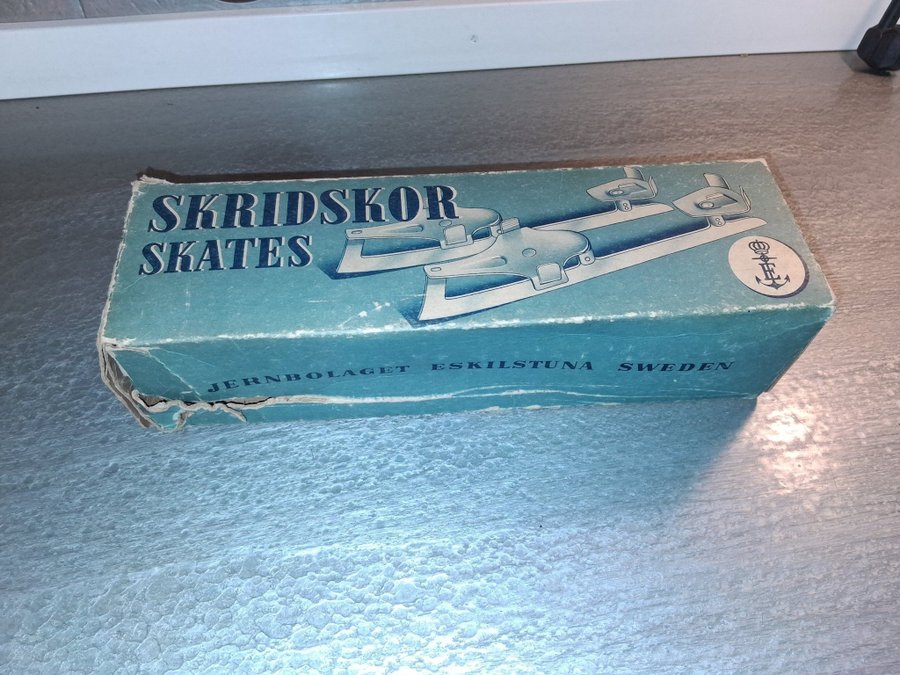 SKRIDSKOR
SKATES
JERNBOLAGET ESKILSTUNA SWEDEN